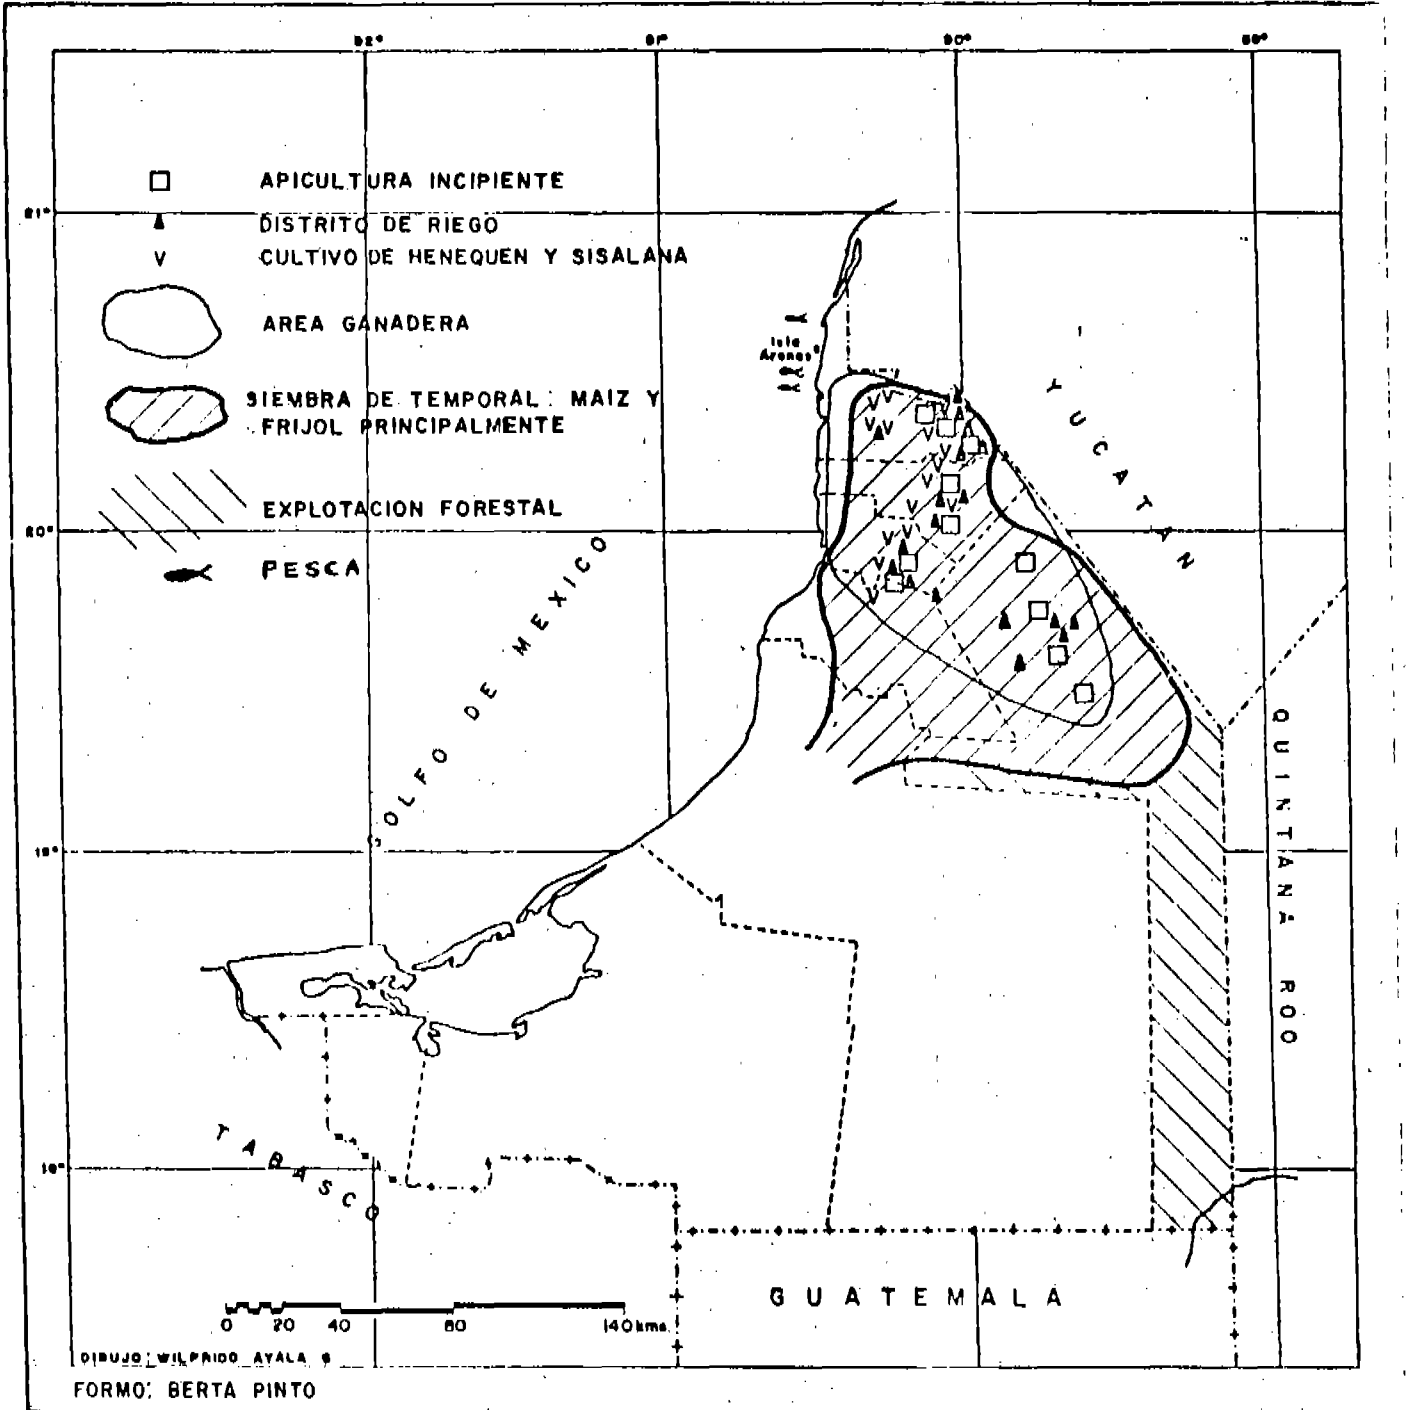 92° 91° 90° 89°
APICULTURA INCIPIENTE
21°
DISTRITO DE RIEGO
CULTIVO DE HENEQUEN Y SISALANA
AREA GANADERA
Isla
Arenas
SIEMBRA DE TEMPORAL: MAIZ Y
FRIJOL PRINCIPALMENTE
YUCATAN
EXPLOTACION FORESTAL
20°
PESCA
GOLFO DE MEXICO
QUINTANA ROO
19°
TABASCO
GUATEMALA
0 20 40 80 140 kms.
DIBUJO: WILFRIDO AYALA
FORMO: BERTA PINTO